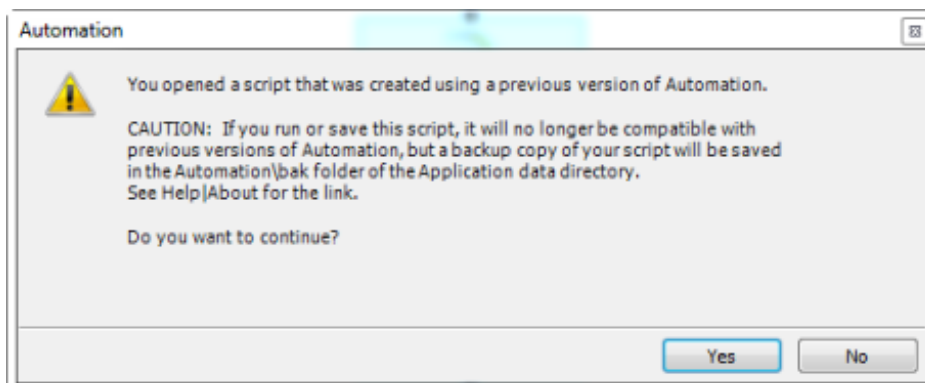 Automation
You opened a script that was created using a previous version of Automation.
CAUTION:  If you run or save this script, it will no longer be compatible with
previous versions of Automation, but a backup copy of your script will be saved
in the Automation\bak folder of the Application data directory.
See Help|About for the link.
Do you want to continue?
Yes
No